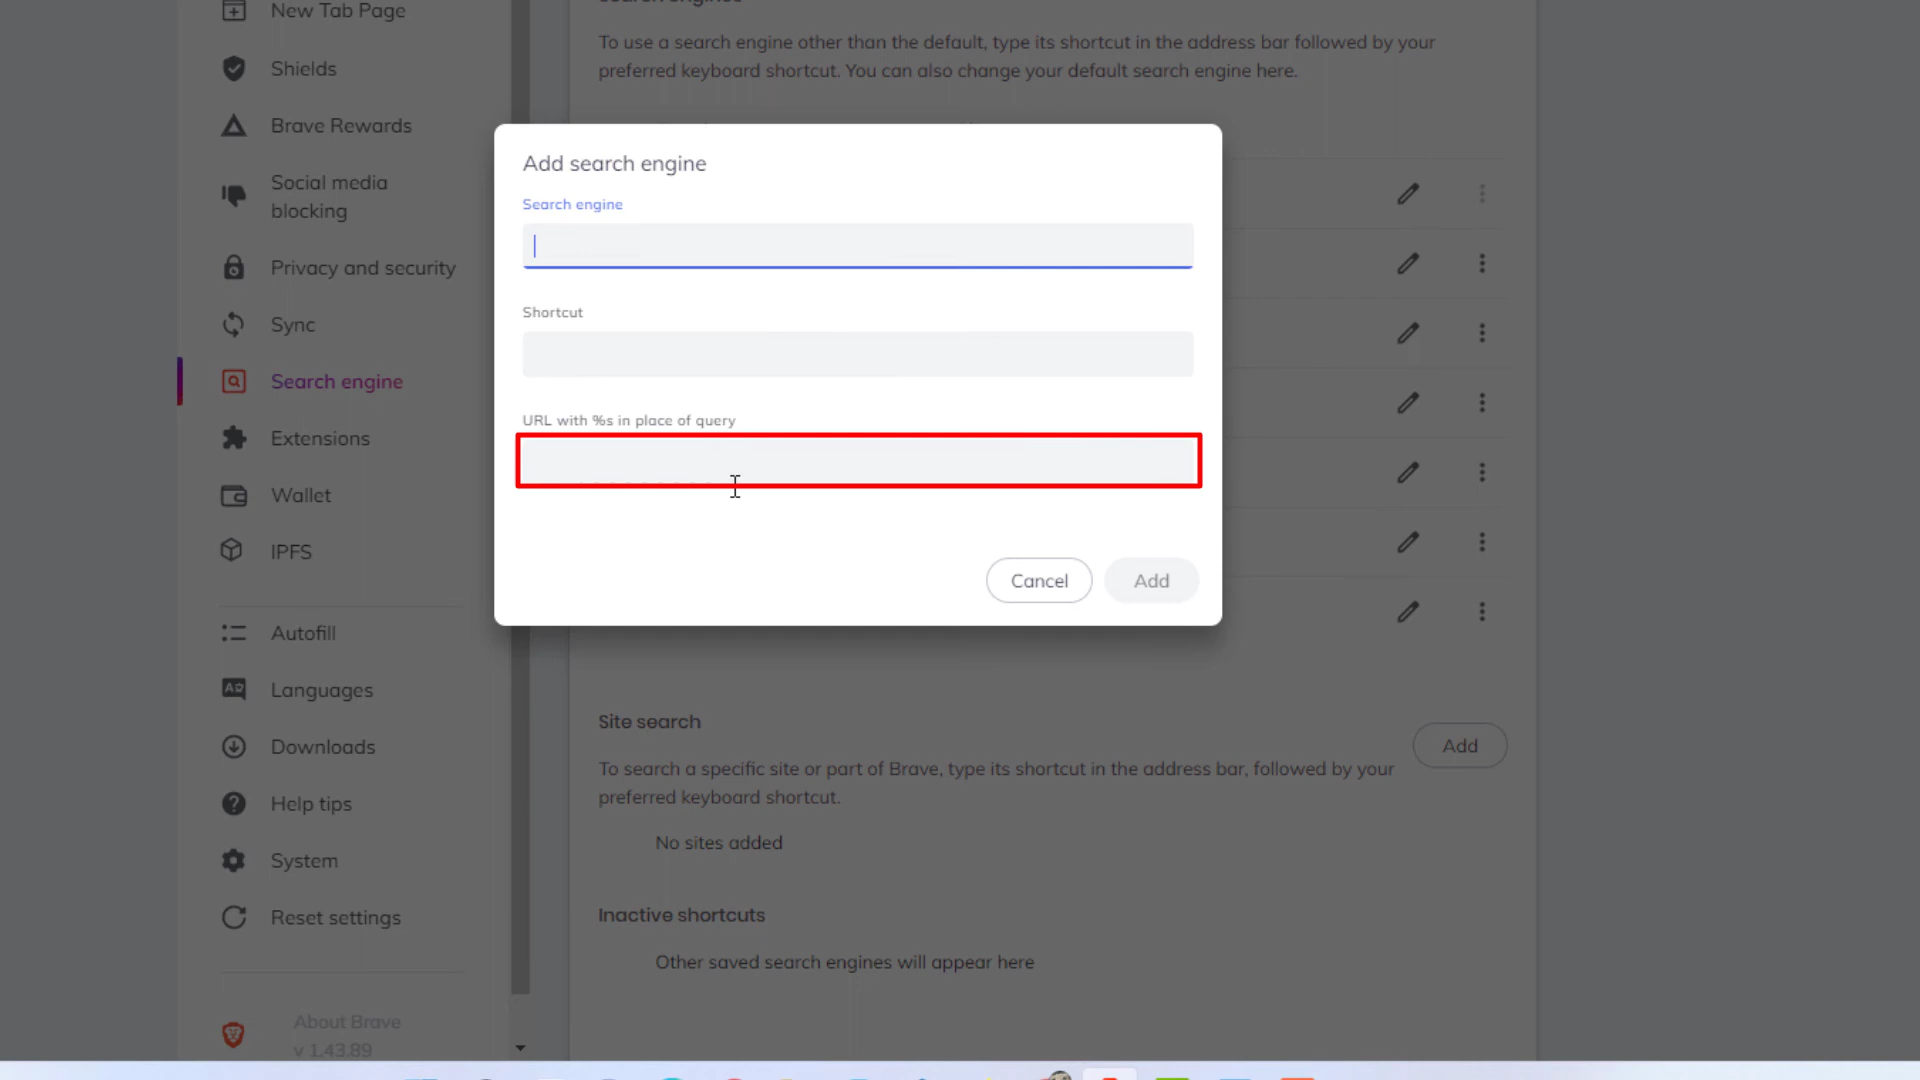 New Tab Page
Shields
Brave Rewards
Social media
blocking
Privacy and security
Sync
Search engine
Extensions
Wallet
IPFS
Autofill
Languages
Downloads
Help tips
System
Reset settings
About Brave
v 1.43.89
To use a search engine other than the default, type its shortcut in the address bar followed by your
preferred keyboard shortcut. You can also change your default search engine here.
Add search engine
Search engine
Shortcut
URL with %s in place of query
Cancel
Add
Site search
Add
To search a specific site or part of Brave, type its shortcut in the address bar, followed by your
preferred keyboard shortcut.
No sites added
Inactive shortcuts
Other saved search engines will appear here